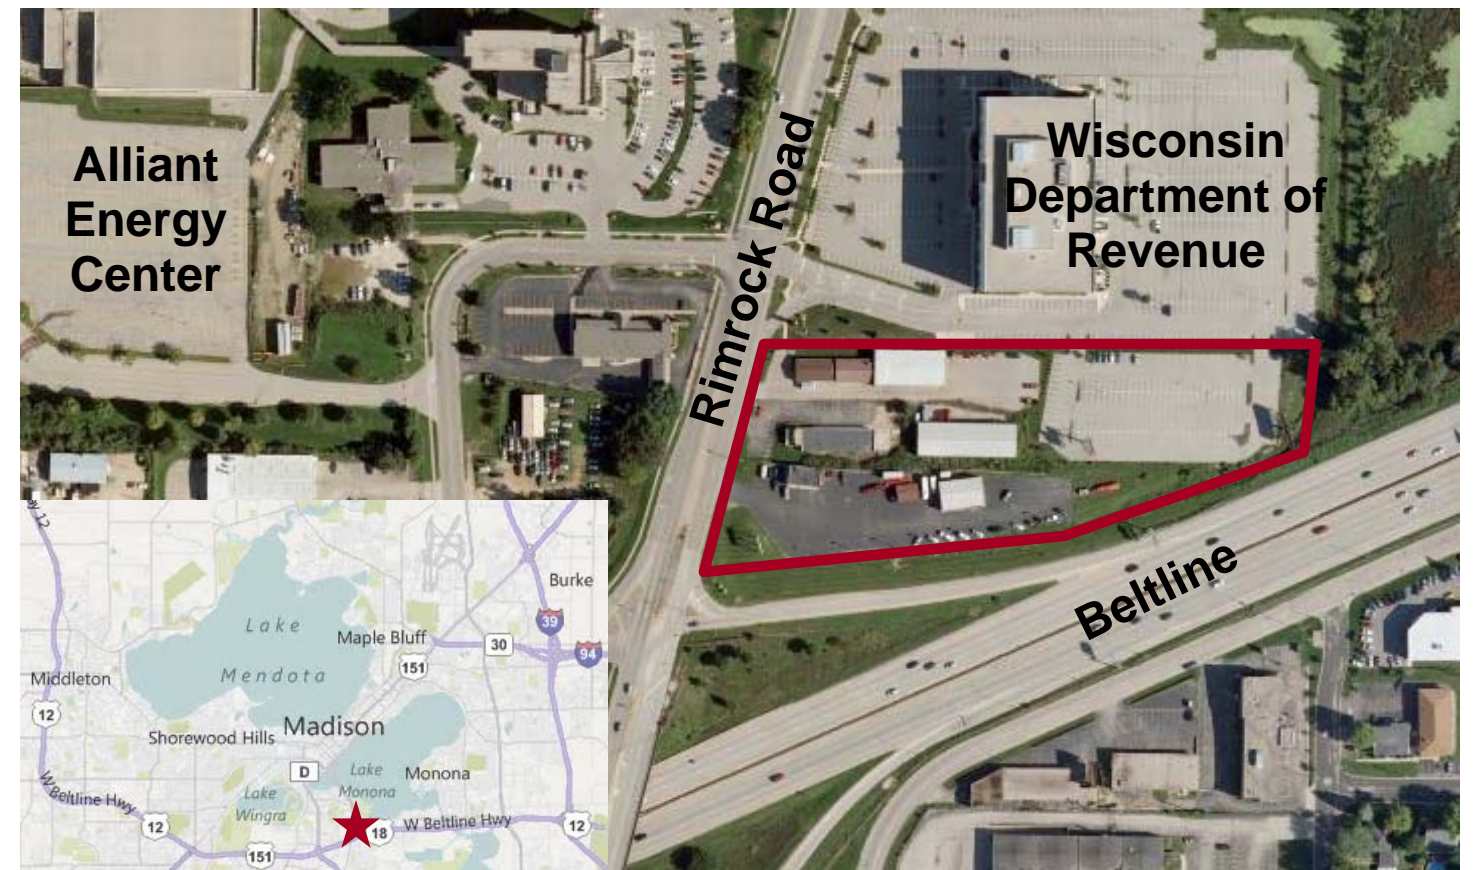 Alliant
Energy
Center
Rimrock Road
Wisconsin
Department of
Revenue
Beltline
12
Burke
39
94
Lake
Mendota
Maple Bluff
30
151
Middleton
12
Shorewood Hills
Madison
D
Lake
Monona
Monona
Lake
Wingra
W Beltline Hwy
12
18
W Beltline Hwy
12
151